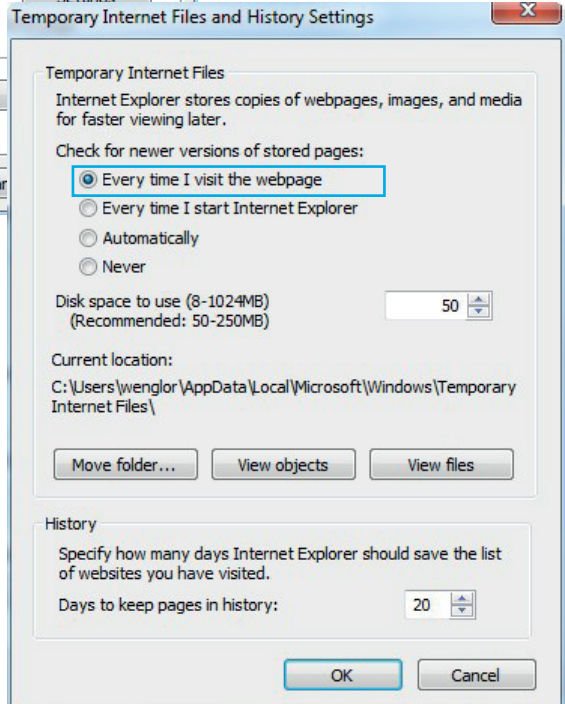 Temporary Internet Files and History Settings
Temporary Internet Files
Internet Explorer stores copies of webpages, images, and media
for faster viewing later.
Check for newer versions of stored pages:
Every time I visit the webpage
Every time I start Internet Explorer
Automatically
Never
Disk space to use (8-1024MB)
(Recommended: 50-250MB)
50
Current location:
C:\Users\wenglor\AppData\Local\Microsoft\Windows\Temporary
Internet Files\
Move folder... View objects View files
History
Specify how many days Internet Explorer should save the list
of websites you have visited.
Days to keep pages in history: 20
OK Cancel